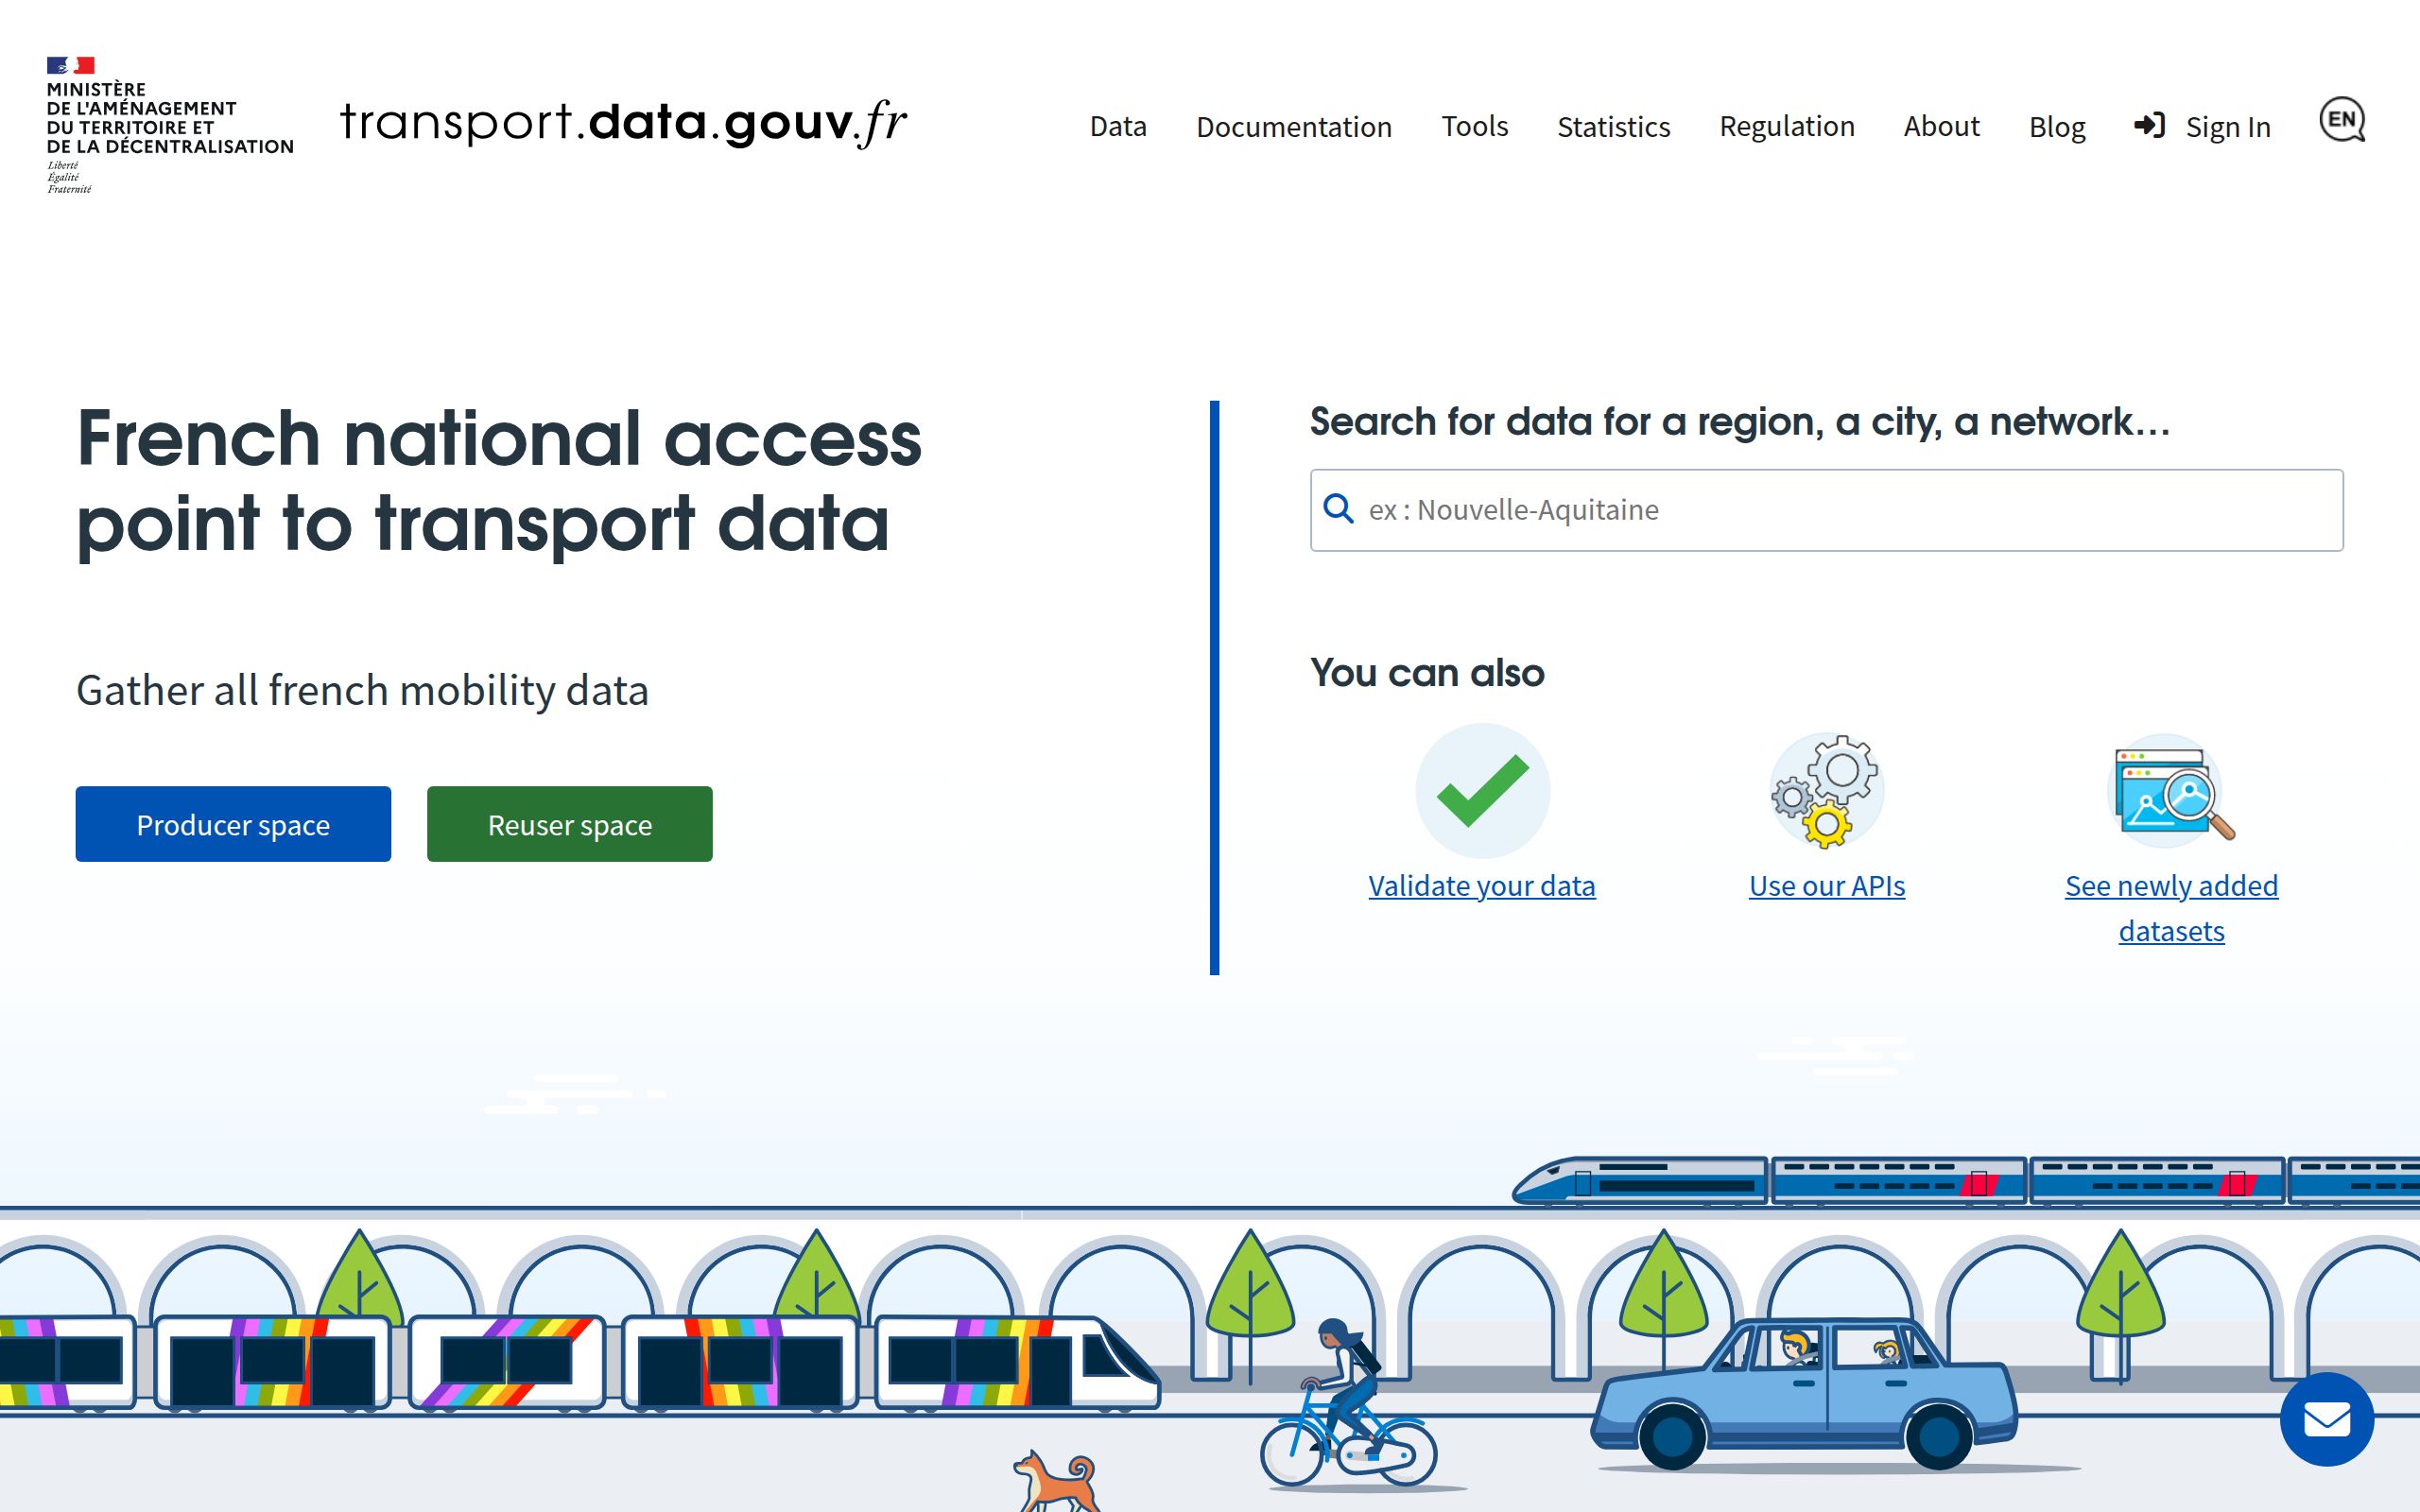 MINISTÈRE
DE L'AMÉNAGEMENT
DU TERRITOIRE ET
DE LA DÉCENTRALISATION
Liberté
Égalité
Fraternité
transport.data.gouv.fr
Data
Documentation
Tools
Statistics
Regulation
About
Blog
Sign In
EN
French national access
point to transport data
Gather all french mobility data
Producer space
Reuser space
Search for data for a region, a city, a network…
ex : Nouvelle-Aquitaine
You can also
Validate your data
Use our APIs
See newly added
datasets